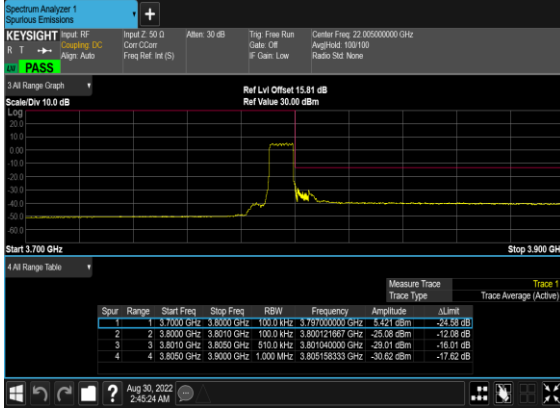 Spectrum Analyzer 1
Spurious Emissions
KEYSIGHT Input: RF Input Z: 50 Ω Atten: 30 dB Trig: Free Run Center Freq: 22.005000000 GHz
R T Coupling: DC Corr CCorr Gate: Off Avg|Hold: 100/100
Align: Auto Freq Ref: Int (S) IF Gain: Low Radio Std: None
LXI PASS
3 All Range Graph
Ref Lvl Offset 15.81 dB
Scale/Div 10.0 dB Ref Value 30.00 dBm
Log
20.0
10.0
0.00
-10.0
-20.0
-30.0
-40.0
-50.0
-60.0
Start 3.700 GHz Stop 3.900 GH
4 All Range Table
Measure Trace Trace 1
Trace Type Trace Average (Active)
Spur Range Start Freq Stop Freq RBW Frequency Amplitude ΔLimit
1 1 3.7000 GHz 3.8000 GHz 100.0 kHz 3.797000000 GHz 5.421 dBm -24.58 dB
2 2 3.8000 GHz 3.8010 GHz 100.0 kHz 3.800121667 GHz -25.08 dBm -12.08 dB
3 3 3.8010 GHz 3.8050 GHz 510.0 kHz 3.801040000 GHz -29.01 dBm -16.01 dB
4 4 3.8050 GHz 3.9000 GHz 1.000 MHz 3.805158333 GHz -30.62 dBm -17.62 dB
Aug 30, 2022
2:45:24 AM